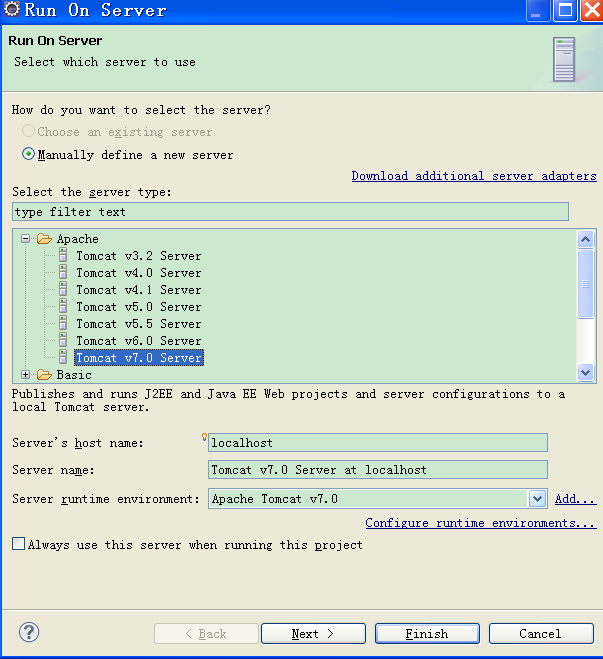 Run On Server
Run On Server
Select which server to use
How do you want to select the server?
Choose an existing server
Manually define a new server
Download additional server adapters
Select the server type:
type filter text
Apache
Tomcat v3.2 Server
Tomcat v4.0 Server
Tomcat v4.1 Server
Tomcat v5.0 Server
Tomcat v5.5 Server
Tomcat v6.0 Server
Tomcat v7.0 Server
Basic
Publishes and runs J2EE and Java EE Web projects and server configurations to a
local Tomcat server.
Server's host name: localhost
Server name: Tomcat v7.0 Server at localhost
Server runtime environment: Apache Tomcat v7.0 Add...
Configure runtime environments...
Always use this server when running this project
? < Back Next > Finish Cancel